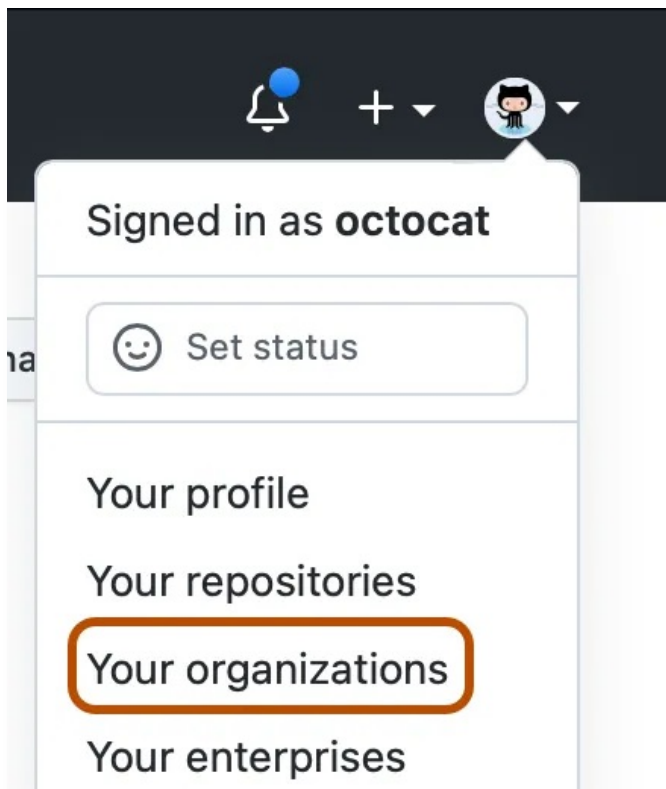 Signed in as octocat
Set status
Your profile
Your repositories
Your organizations
Your enterprises